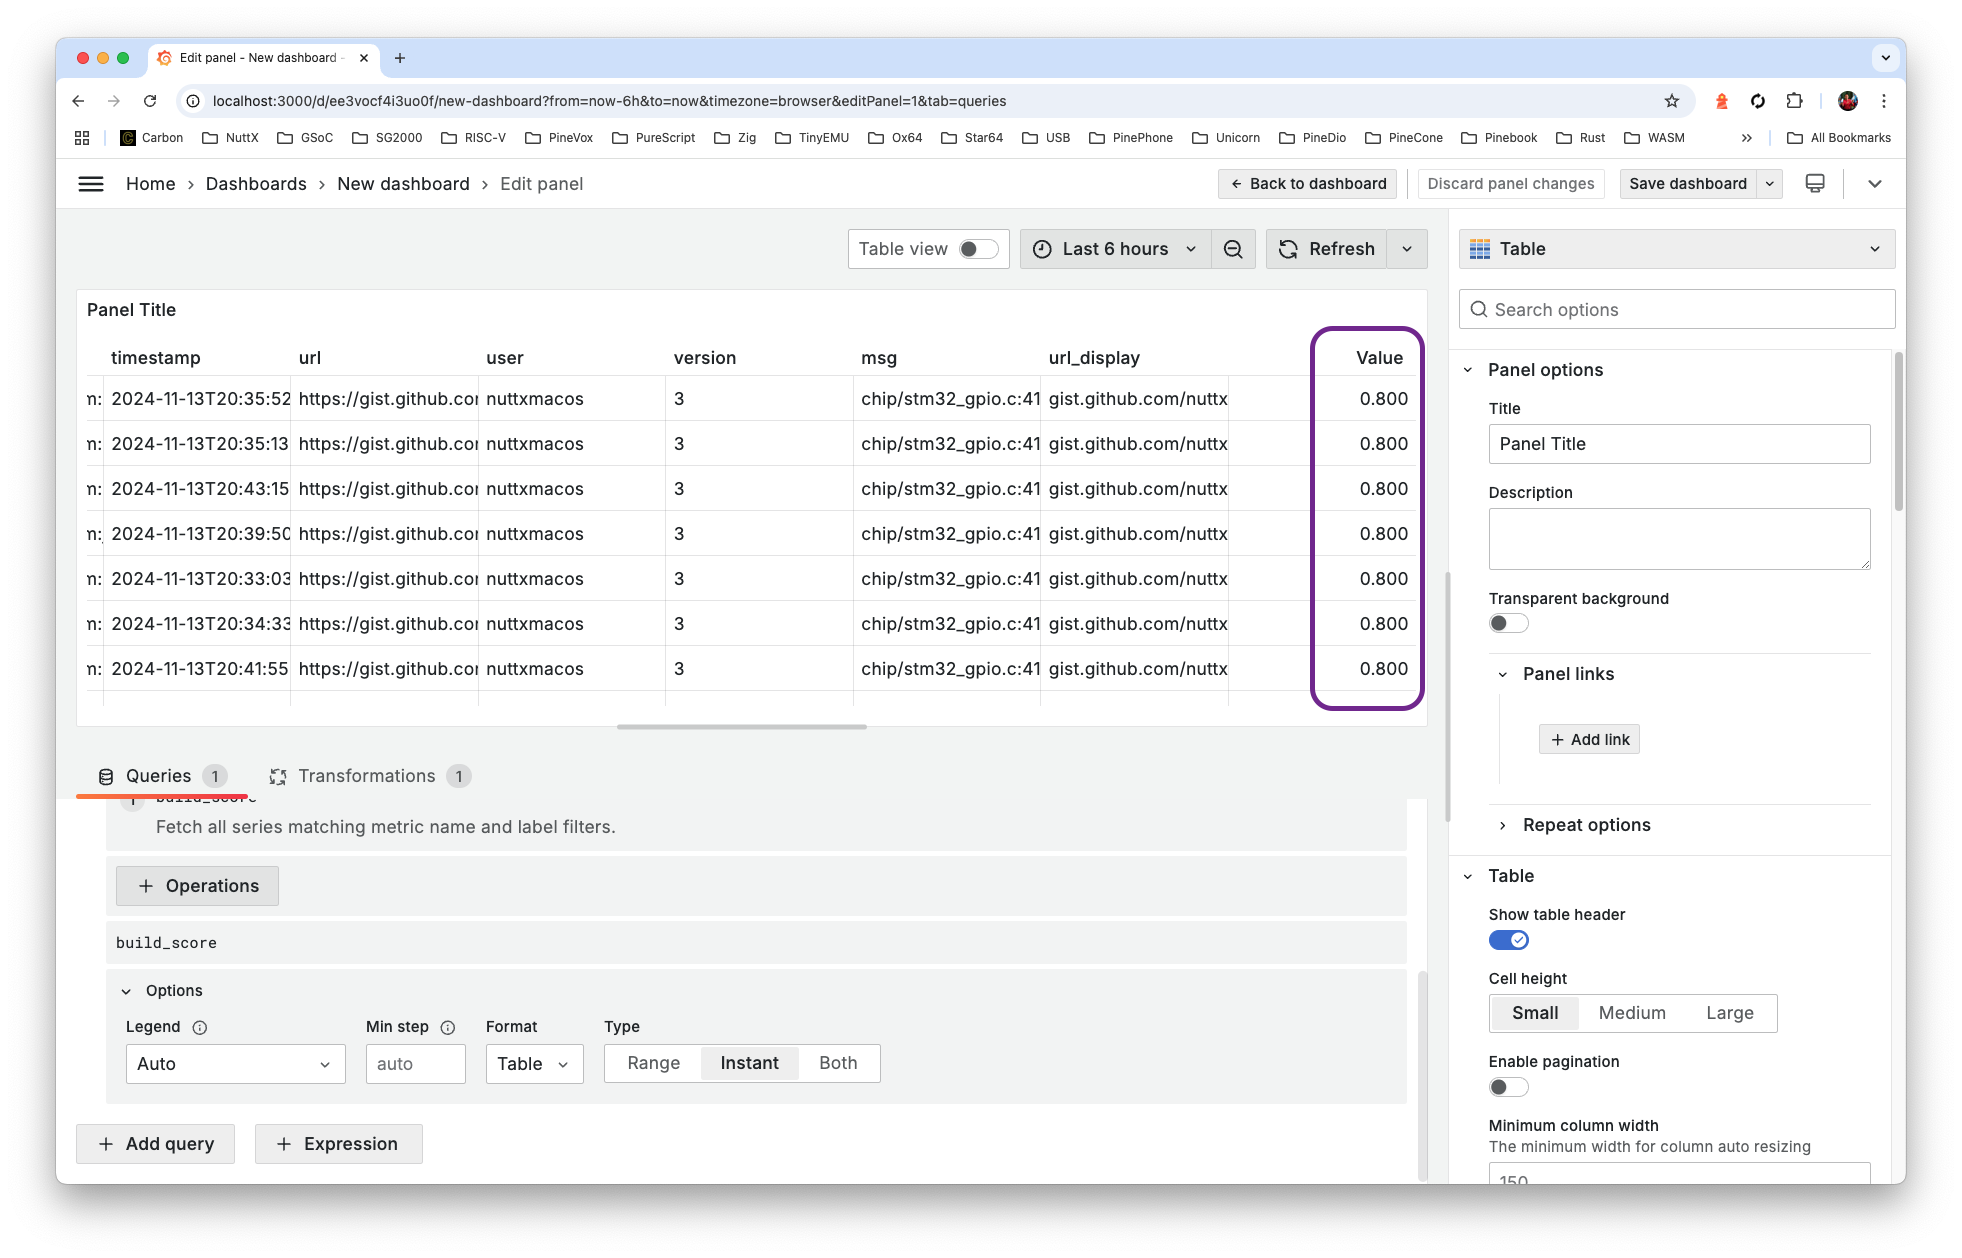 Edit panel - New dashboard -
localhost:3000/d/ee3vocf4i3uo0f/new-dashboard?from=now-6h&to=now&timezone=browser&editPanel=1&tab=queries
Carbon NuttX GSoC SG2000 RISC-V PineVox PureScript Zig TinyEMU Ox64 Star64 USB PinePhone Unicorn PineDio PineCone Pinebook Rust WASM » All Bookmarks
Home › Dashboards › New dashboard › Edit panel
Back to dashboard Discard panel changes Save dashboard
Table view Last 6 hours Refresh
Panel Title
timestamp url user version msg url_display Value
n: 2024-11-13T20:35:52 https://gist.github.co nuttxmacos 3 chip/stm32_gpio.c:41 gist.github.com/nuttx 0.800
n: 2024-11-13T20:35:13 https://gist.github.co nuttxmacos 3 chip/stm32_gpio.c:41 gist.github.com/nuttx 0.800
n: 2024-11-13T20:43:15 https://gist.github.co nuttxmacos 3 chip/stm32_gpio.c:41 gist.github.com/nuttx 0.800
n: 2024-11-13T20:39:50 https://gist.github.co nuttxmacos 3 chip/stm32_gpio.c:41 gist.github.com/nuttx 0.800
n: 2024-11-13T20:33:03 https://gist.github.co nuttxmacos 3 chip/stm32_gpio.c:41 gist.github.com/nuttx 0.800
n: 2024-11-13T20:34:33 https://gist.github.co nuttxmacos 3 chip/stm32_gpio.c:41 gist.github.com/nuttx 0.800
n: 2024-11-13T20:41:55 https://gist.github.co nuttxmacos 3 chip/stm32_gpio.c:41 gist.github.com/nuttx 0.800
Queries 1 Transformations 1
build_score
Fetch all series matching metric name and label filters.
+ Operations
build_score
Options
Legend Min step Format Type
Auto auto Table Range Instant Both
+ Add query + Expression
Table
Search options
Panel options
Title
Panel Title
Description
Transparent background
Panel links
+ Add link
Repeat options
Table
Show table header
Cell height
Small Medium Large
Enable pagination
Minimum column width
The minimum width for column auto resizing
150